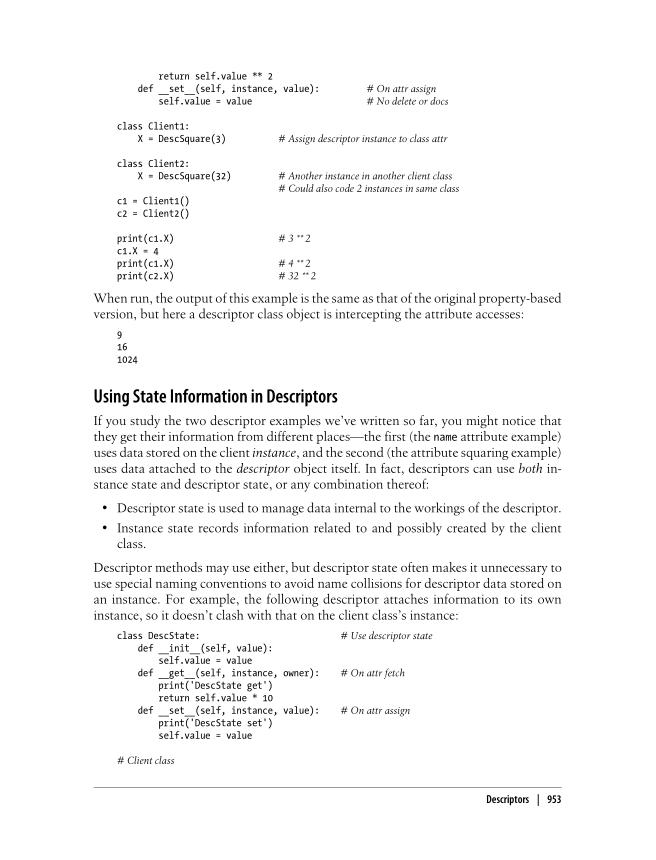 return self.value ** 2
    def __set__(self, instance, value):         # On attr assign
        self.value = value                      # No delete or docs
class Client1:
    X = DescSquare(3)          # Assign descriptor instance to class attr
class Client2:
    X = DescSquare(32)         # Another instance in another client class
                               # Could also code 2 instances in same class
c1 = Client1()
c2 = Client2()
print(c1.X)                    # 3 ** 2
c1.X = 4
print(c1.X)                    # 4 ** 2
print(c2.X)                    # 32 ** 2
When run, the output of this example is the same as that of the original property-based
version, but here a descriptor class object is intercepting the attribute accesses:
9
16
1024
Using State Information in Descriptors
If you study the two descriptor examples we’ve written so far, you might notice that
they get their information from different places—the first (the name attribute example)
uses data stored on the client instance, and the second (the attribute squaring example)
uses data attached to the descriptor object itself. In fact, descriptors can use both in-
stance state and descriptor state, or any combination thereof:
• Descriptor state is used to manage data internal to the workings of the descriptor.
• Instance state records information related to and possibly created by the client
class.
Descriptor methods may use either, but descriptor state often makes it unnecessary to
use special naming conventions to avoid name collisions for descriptor data stored on
an instance. For example, the following descriptor attaches information to its own
instance, so it doesn’t clash with that on the client class’s instance:
class DescState:                           # Use descriptor state
    def __init__(self, value):
        self.value = value
    def __get__(self, instance, owner):    # On attr fetch
        print('DescState get')
        return self.value * 10
    def __set__(self, instance, value):    # On attr assign
        print('DescState set')
        self.value = value
# Client class
Descriptors | 953